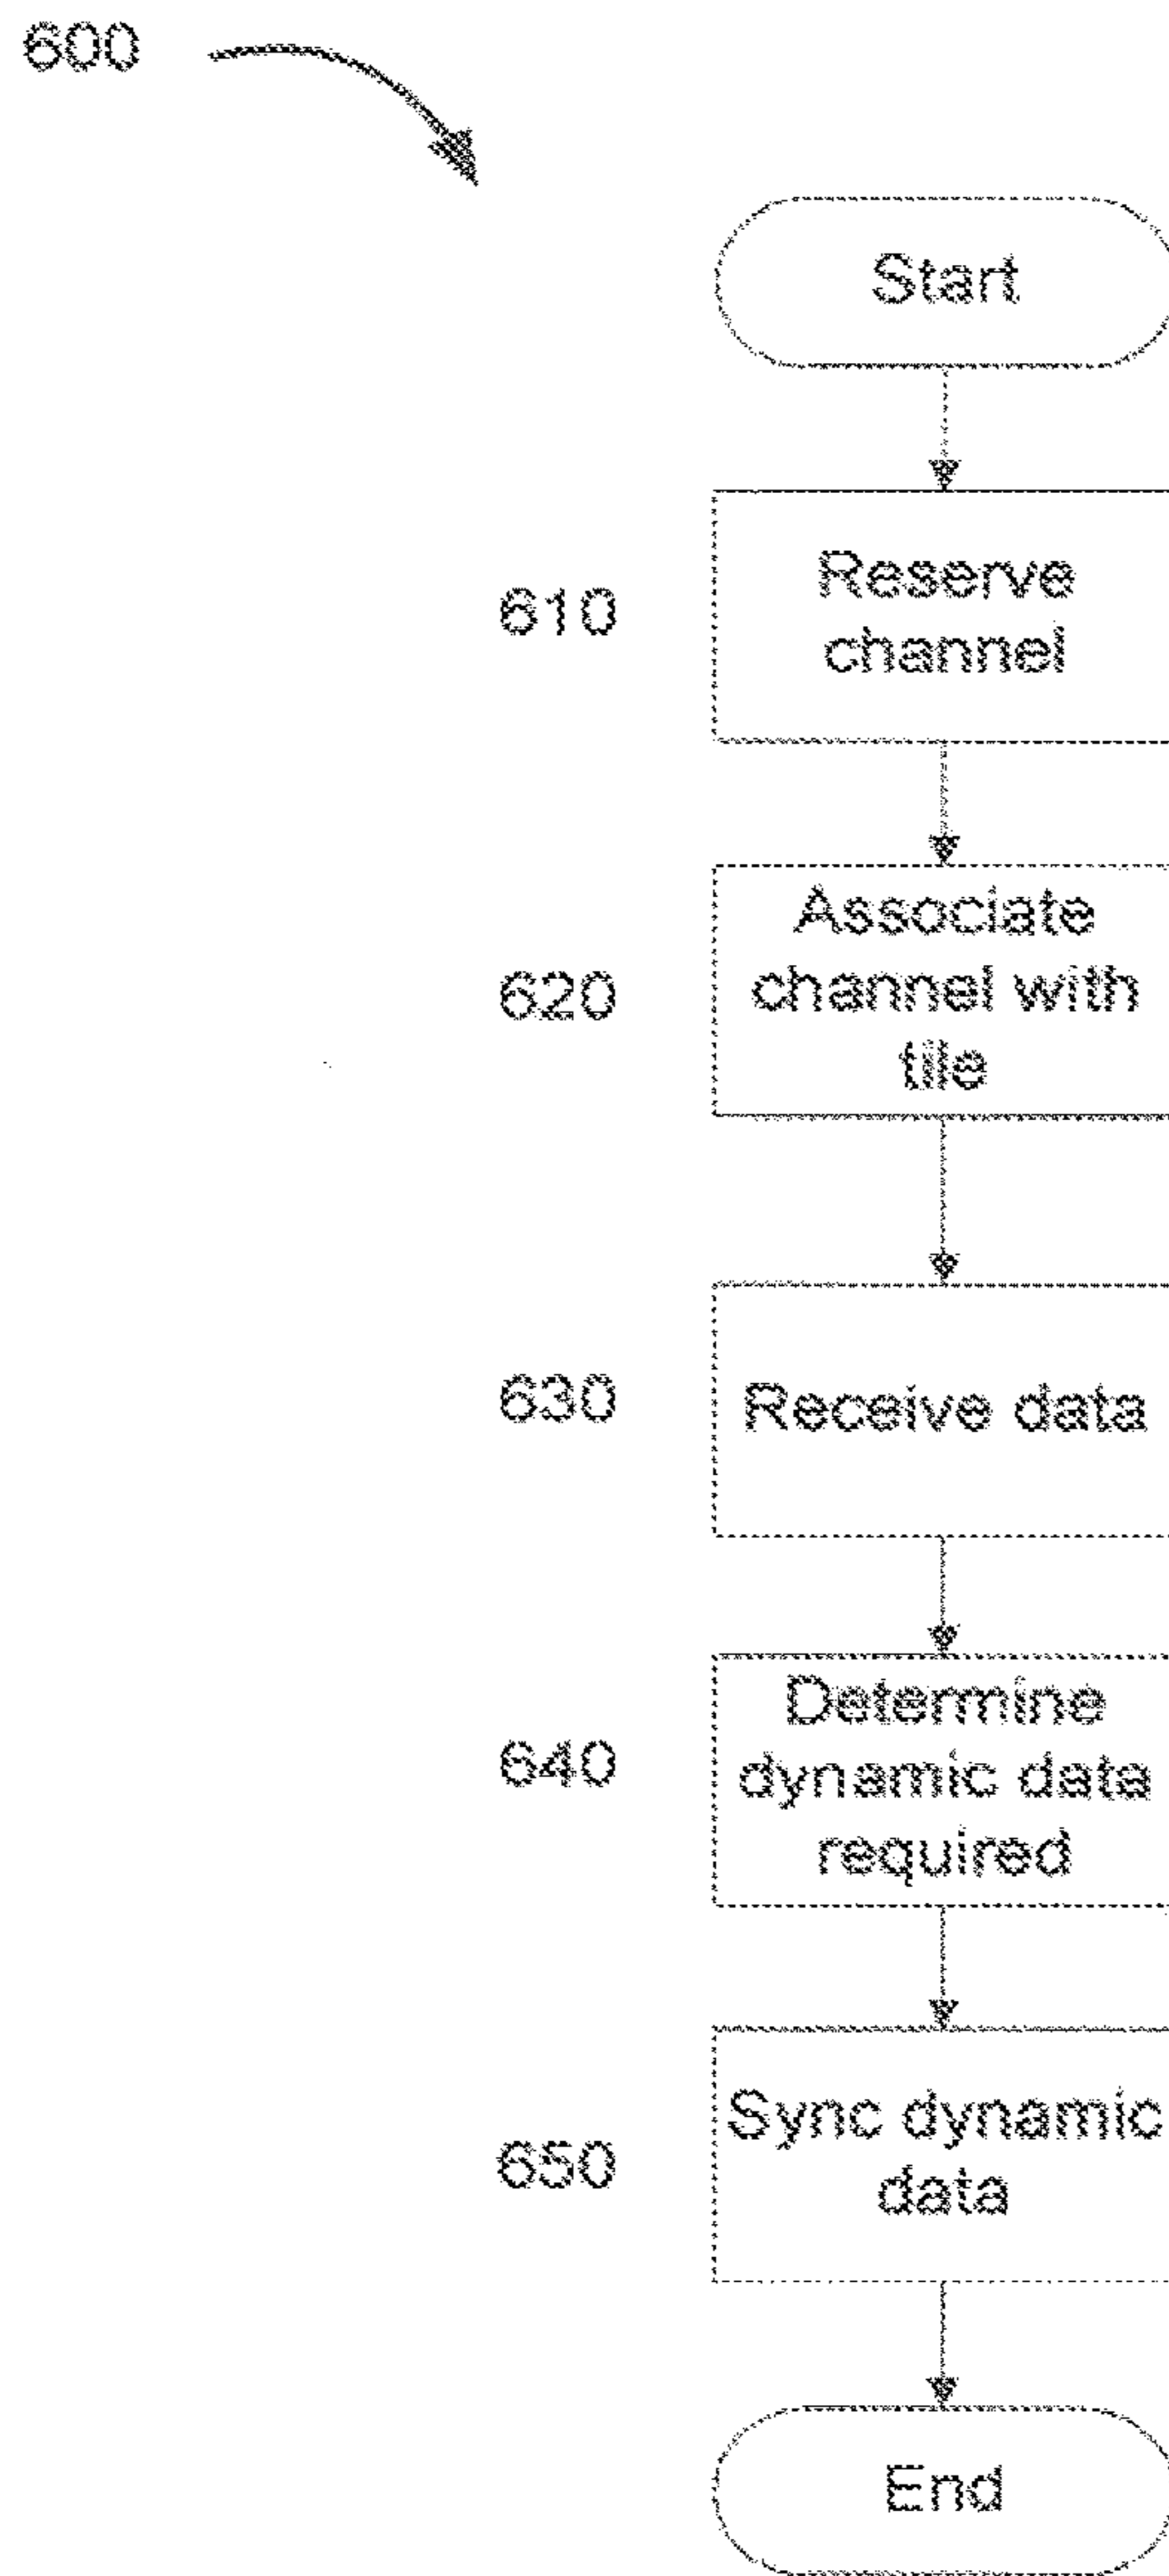 600
Start
610
Reserve
channel
620
Associate
channel with
tile
630
Receive data
640
Determine
dynamic data
required
650
Sync dynamic
data
End